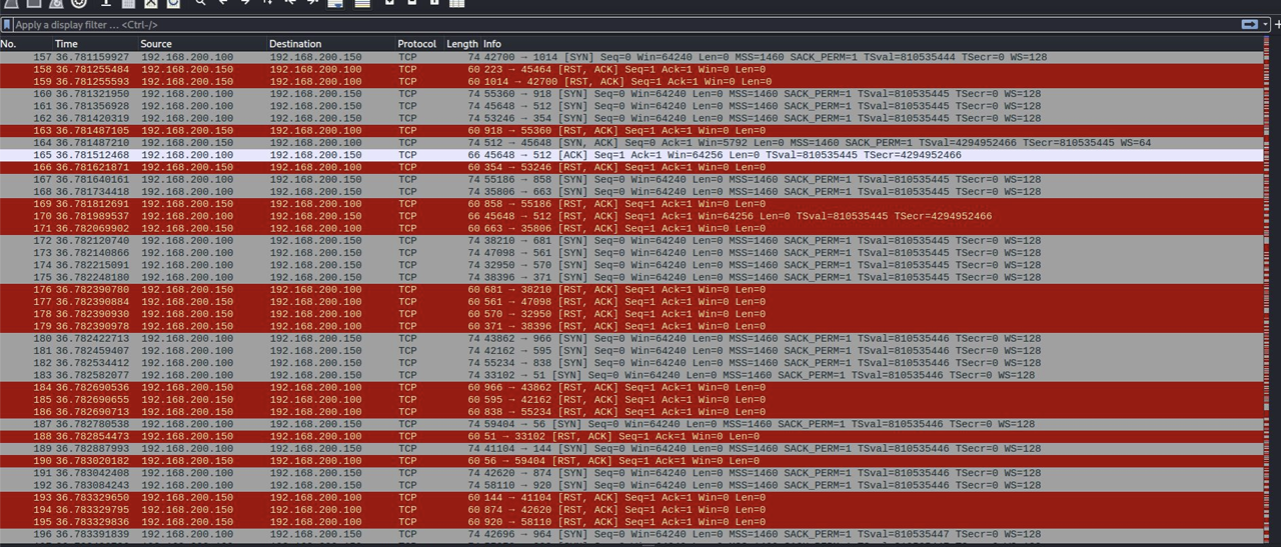 Apply a display filter ... <Ctrl-/>
No. Time Source Destination Protocol Length Info
157 36.781159927 192.168.200.100 192.168.200.150 TCP 74 42700 → 1014 [SYN] Seq=0 Win=64240 Len=0 MSS=1460 SACK_PERM=1 TSval=810535444 TSecr=0 WS=128
158 36.781255484 192.168.200.150 192.168.200.100 TCP 60 223 → 45464 [RST, ACK] Seq=1 Ack=1 Win=0 Len=0
159 36.781255593 192.168.200.150 192.168.200.100 TCP 60 1014 → 42700 [RST, ACK] Seq=1 Ack=1 Win=0 Len=0
160 36.781321950 192.168.200.100 192.168.200.150 TCP 74 55360 → 918 [SYN] Seq=0 Win=64240 Len=0 MSS=1460 SACK_PERM=1 TSval=810535445 TSecr=0 WS=128
161 36.781356928 192.168.200.100 192.168.200.150 TCP 74 45648 → 512 [SYN] Seq=0 Win=64240 Len=0 MSS=1460 SACK_PERM=1 TSval=810535445 TSecr=0 WS=128
162 36.781420319 192.168.200.100 192.168.200.150 TCP 74 53246 → 354 [SYN] Seq=0 Win=64240 Len=0 MSS=1460 SACK_PERM=1 TSval=810535445 TSecr=0 WS=128
163 36.781487105 192.168.200.150 192.168.200.100 TCP 60 918 → 55360 [RST, ACK] Seq=1 Ack=1 Win=0 Len=0
164 36.781487210 192.168.200.150 192.168.200.100 TCP 74 512 → 45648 [SYN, ACK] Seq=0 Ack=1 Win=5792 Len=0 MSS=1460 SACK_PERM=1 TSval=4294952466 TSecr=810535445 WS=64
165 36.781512468 192.168.200.100 192.168.200.150 TCP 66 45648 → 512 [ACK] Seq=1 Ack=1 Win=64256 Len=0 TSval=810535445 TSecr=4294952466
166 36.781621871 192.168.200.150 192.168.200.100 TCP 60 354 → 53246 [RST, ACK] Seq=1 Ack=1 Win=0 Len=0
167 36.781640161 192.168.200.100 192.168.200.150 TCP 74 55186 → 858 [SYN] Seq=0 Win=64240 Len=0 MSS=1460 SACK_PERM=1 TSval=810535445 TSecr=0 WS=128
168 36.781734418 192.168.200.100 192.168.200.150 TCP 74 35806 → 663 [SYN] Seq=0 Win=64240 Len=0 MSS=1460 SACK_PERM=1 TSval=810535445 TSecr=0 WS=128
169 36.781812691 192.168.200.150 192.168.200.100 TCP 60 858 → 55186 [RST, ACK] Seq=1 Ack=1 Win=0 Len=0
170 36.781989537 192.168.200.100 192.168.200.150 TCP 66 45648 → 512 [RST, ACK] Seq=1 Ack=1 Win=64256 Len=0 TSval=810535445 TSecr=4294952466
171 36.782069902 192.168.200.150 192.168.200.100 TCP 60 663 → 35806 [RST, ACK] Seq=1 Ack=1 Win=0 Len=0
172 36.782120740 192.168.200.100 192.168.200.150 TCP 74 38210 → 681 [SYN] Seq=0 Win=64240 Len=0 MSS=1460 SACK_PERM=1 TSval=810535445 TSecr=0 WS=128
173 36.782140866 192.168.200.100 192.168.200.150 TCP 74 47098 → 561 [SYN] Seq=0 Win=64240 Len=0 MSS=1460 SACK_PERM=1 TSval=810535445 TSecr=0 WS=128
174 36.782215091 192.168.200.100 192.168.200.150 TCP 74 32950 → 570 [SYN] Seq=0 Win=64240 Len=0 MSS=1460 SACK_PERM=1 TSval=810535445 TSecr=0 WS=128
175 36.782248180 192.168.200.100 192.168.200.150 TCP 74 38396 → 371 [SYN] Seq=0 Win=64240 Len=0 MSS=1460 SACK_PERM=1 TSval=810535445 TSecr=0 WS=128
176 36.782390780 192.168.200.150 192.168.200.100 TCP 60 681 → 38210 [RST, ACK] Seq=1 Ack=1 Win=0 Len=0
177 36.782390884 192.168.200.150 192.168.200.100 TCP 60 561 → 47098 [RST, ACK] Seq=1 Ack=1 Win=0 Len=0
178 36.782390930 192.168.200.150 192.168.200.100 TCP 60 570 → 32950 [RST, ACK] Seq=1 Ack=1 Win=0 Len=0
179 36.782390978 192.168.200.150 192.168.200.100 TCP 60 371 → 38396 [RST, ACK] Seq=1 Ack=1 Win=0 Len=0
180 36.782422713 192.168.200.100 192.168.200.150 TCP 74 43862 → 966 [SYN] Seq=0 Win=64240 Len=0 MSS=1460 SACK_PERM=1 TSval=810535446 TSecr=0 WS=128
181 36.782459407 192.168.200.100 192.168.200.150 TCP 74 42162 → 595 [SYN] Seq=0 Win=64240 Len=0 MSS=1460 SACK_PERM=1 TSval=810535446 TSecr=0 WS=128
182 36.782534412 192.168.200.100 192.168.200.150 TCP 74 55234 → 838 [SYN] Seq=0 Win=64240 Len=0 MSS=1460 SACK_PERM=1 TSval=810535446 TSecr=0 WS=128
183 36.782582077 192.168.200.100 192.168.200.150 TCP 74 33102 → 51 [SYN] Seq=0 Win=64240 Len=0 MSS=1460 SACK_PERM=1 TSval=810535446 TSecr=0 WS=128
184 36.782690536 192.168.200.150 192.168.200.100 TCP 60 966 → 43862 [RST, ACK] Seq=1 Ack=1 Win=0 Len=0
185 36.782690655 192.168.200.150 192.168.200.100 TCP 60 595 → 42162 [RST, ACK] Seq=1 Ack=1 Win=0 Len=0
186 36.782690713 192.168.200.150 192.168.200.100 TCP 60 838 → 55234 [RST, ACK] Seq=1 Ack=1 Win=0 Len=0
187 36.782780538 192.168.200.100 192.168.200.150 TCP 74 59404 → 56 [SYN] Seq=0 Win=64240 Len=0 MSS=1460 SACK_PERM=1 TSval=810535446 TSecr=0 WS=128
188 36.782854473 192.168.200.150 192.168.200.100 TCP 60 51 → 33102 [RST, ACK] Seq=1 Ack=1 Win=0 Len=0
189 36.782887993 192.168.200.100 192.168.200.150 TCP 74 41104 → 144 [SYN] Seq=0 Win=64240 Len=0 MSS=1460 SACK_PERM=1 TSval=810535446 TSecr=0 WS=128
190 36.783020182 192.168.200.150 192.168.200.100 TCP 60 56 → 59404 [RST, ACK] Seq=1 Ack=1 Win=0 Len=0
191 36.783042408 192.168.200.100 192.168.200.150 TCP 74 42620 → 874 [SYN] Seq=0 Win=64240 Len=0 MSS=1460 SACK_PERM=1 TSval=810535446 TSecr=0 WS=128
192 36.783084243 192.168.200.100 192.168.200.150 TCP 74 58110 → 920 [SYN] Seq=0 Win=64240 Len=0 MSS=1460 SACK_PERM=1 TSval=810535446 TSecr=0 WS=128
193 36.783329650 192.168.200.150 192.168.200.100 TCP 60 144 → 41104 [RST, ACK] Seq=1 Ack=1 Win=0 Len=0
194 36.783329795 192.168.200.150 192.168.200.100 TCP 60 874 → 42620 [RST, ACK] Seq=1 Ack=1 Win=0 Len=0
195 36.783329836 192.168.200.150 192.168.200.100 TCP 60 920 → 58110 [RST, ACK] Seq=1 Ack=1 Win=0 Len=0
196 36.783391839 192.168.200.100 192.168.200.150 TCP 74 42696 → 964 [SYN] Seq=0 Win=64240 Len=0 MSS=1460 SACK_PERM=1 TSval=810535447 TSecr=0 WS=128